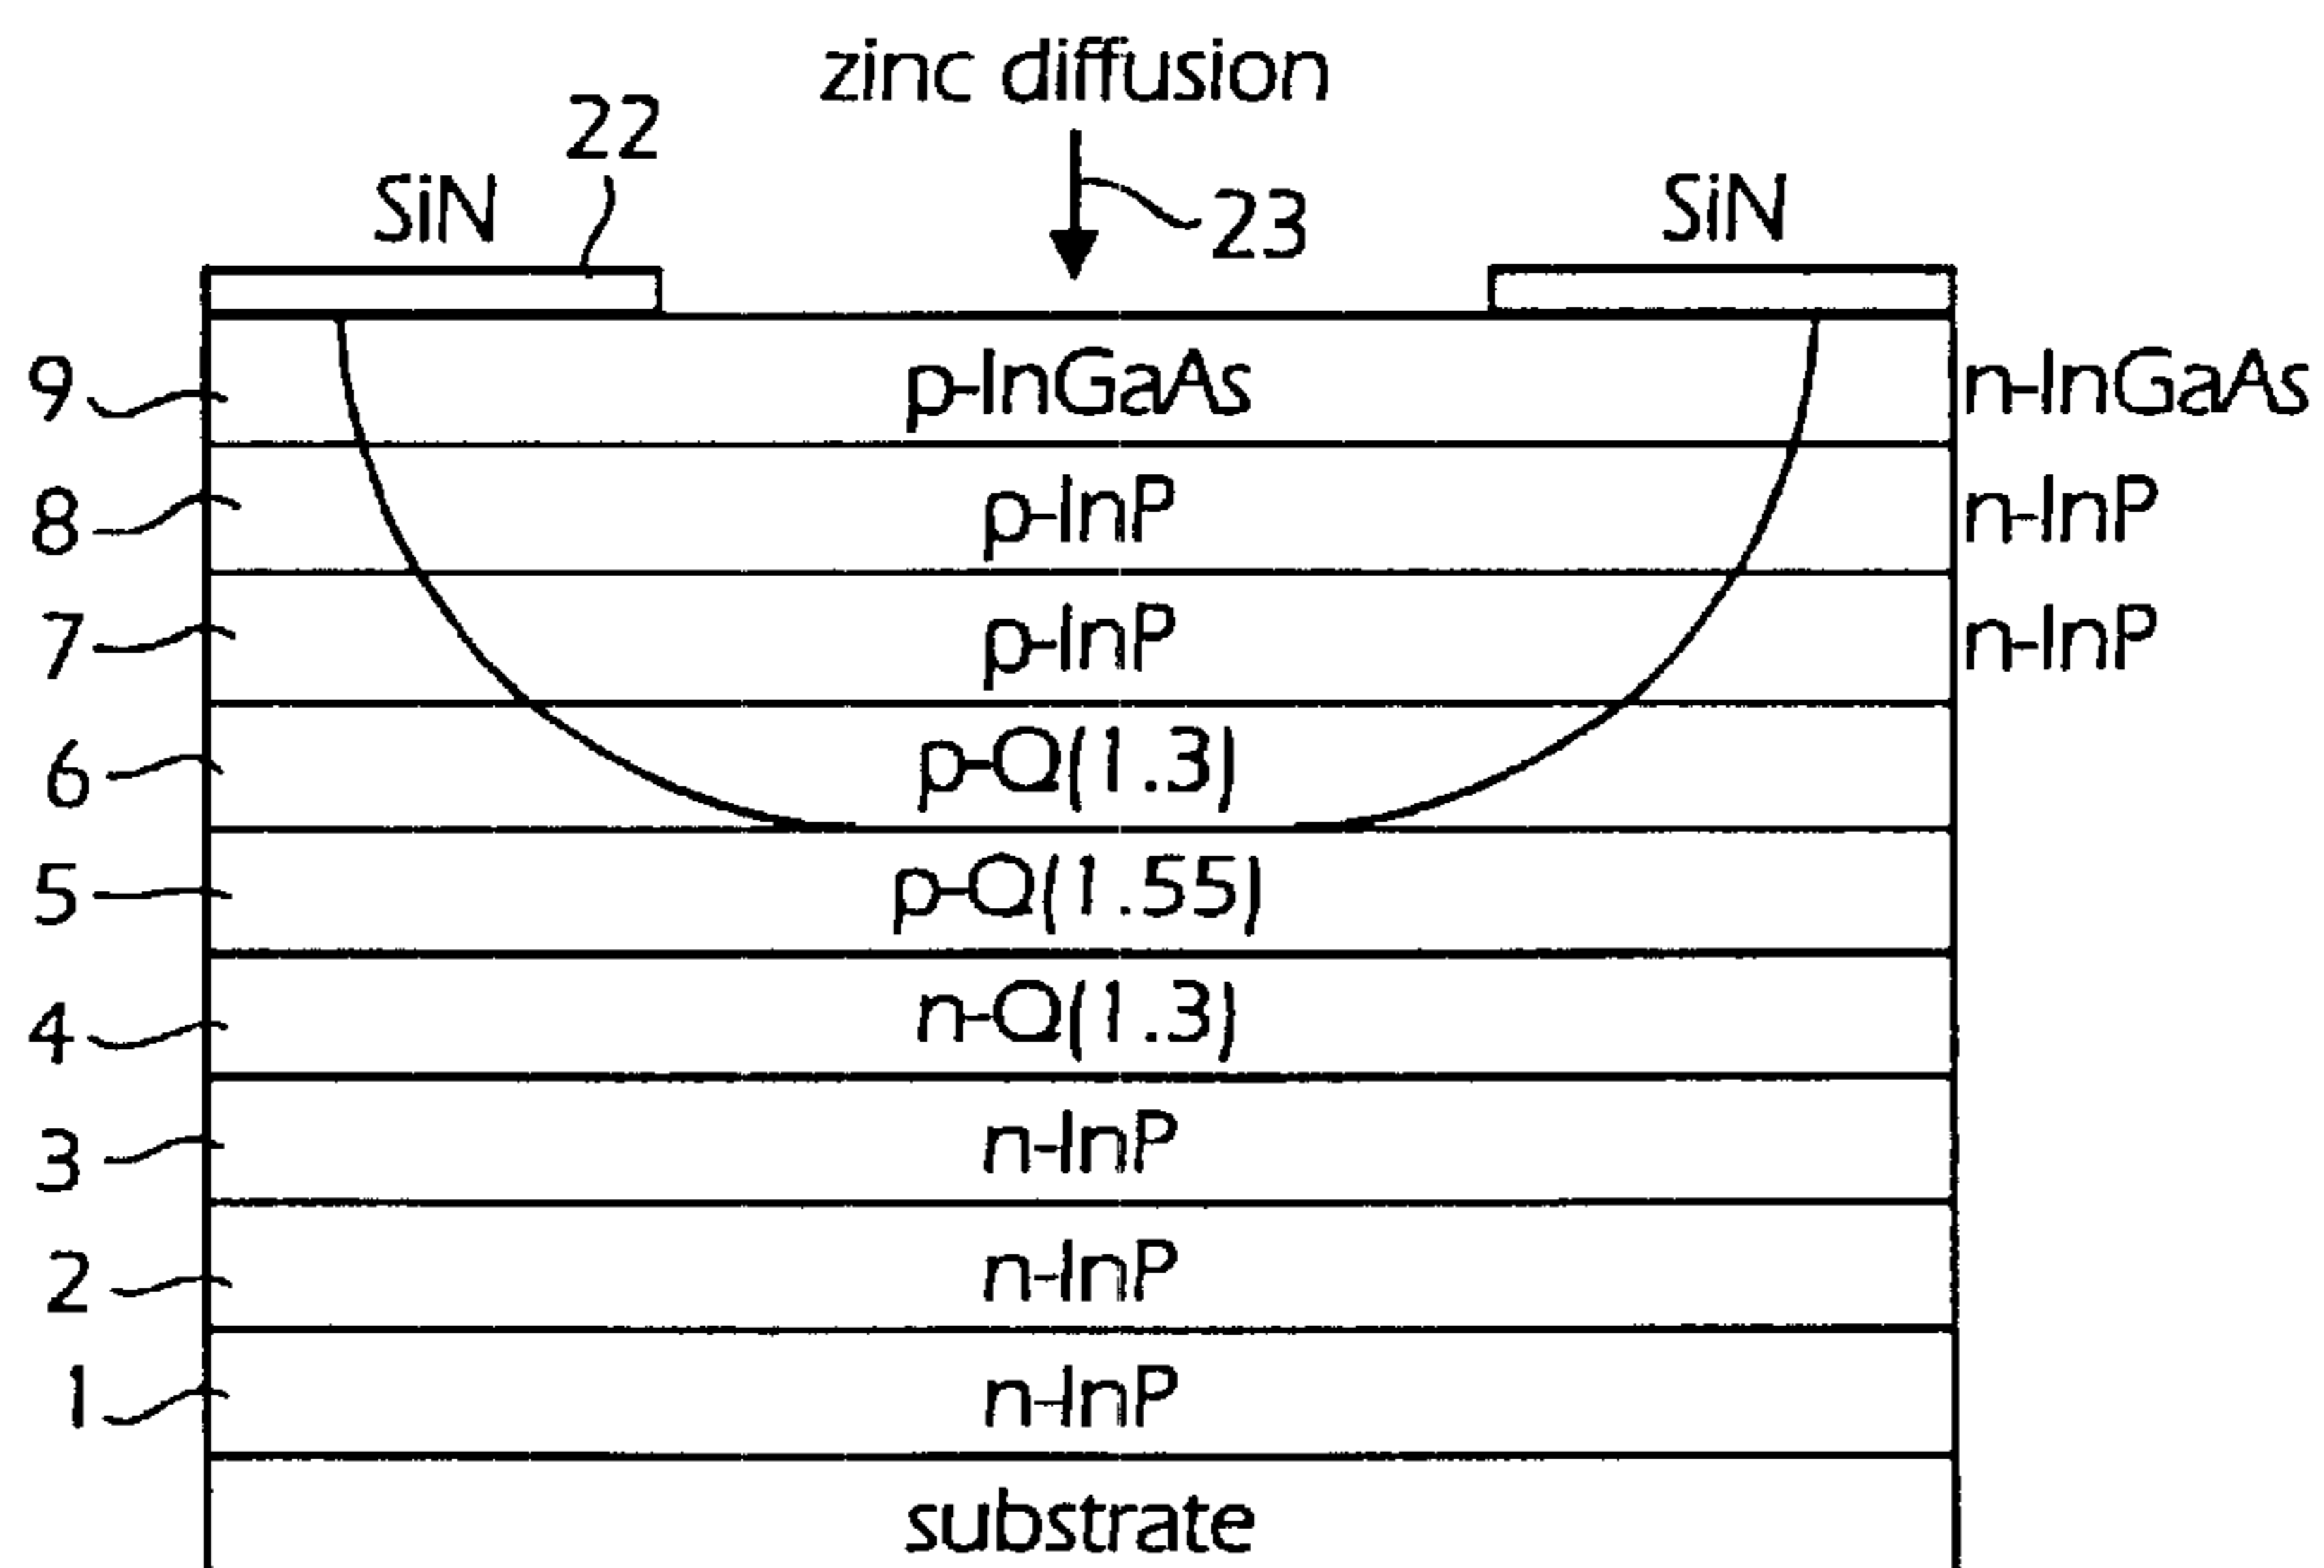 zinc diffusion
22
SiN
23
SiN
9
p-InGaAs
n-InGaAs
8
p-InP
n-InP
7
p-InP
n-InP
6
p-Q(1.3)
5
p-Q(1.55)
4
n-Q(1.3)
3
n-InP
2
n-InP
1
n-InP
substrate